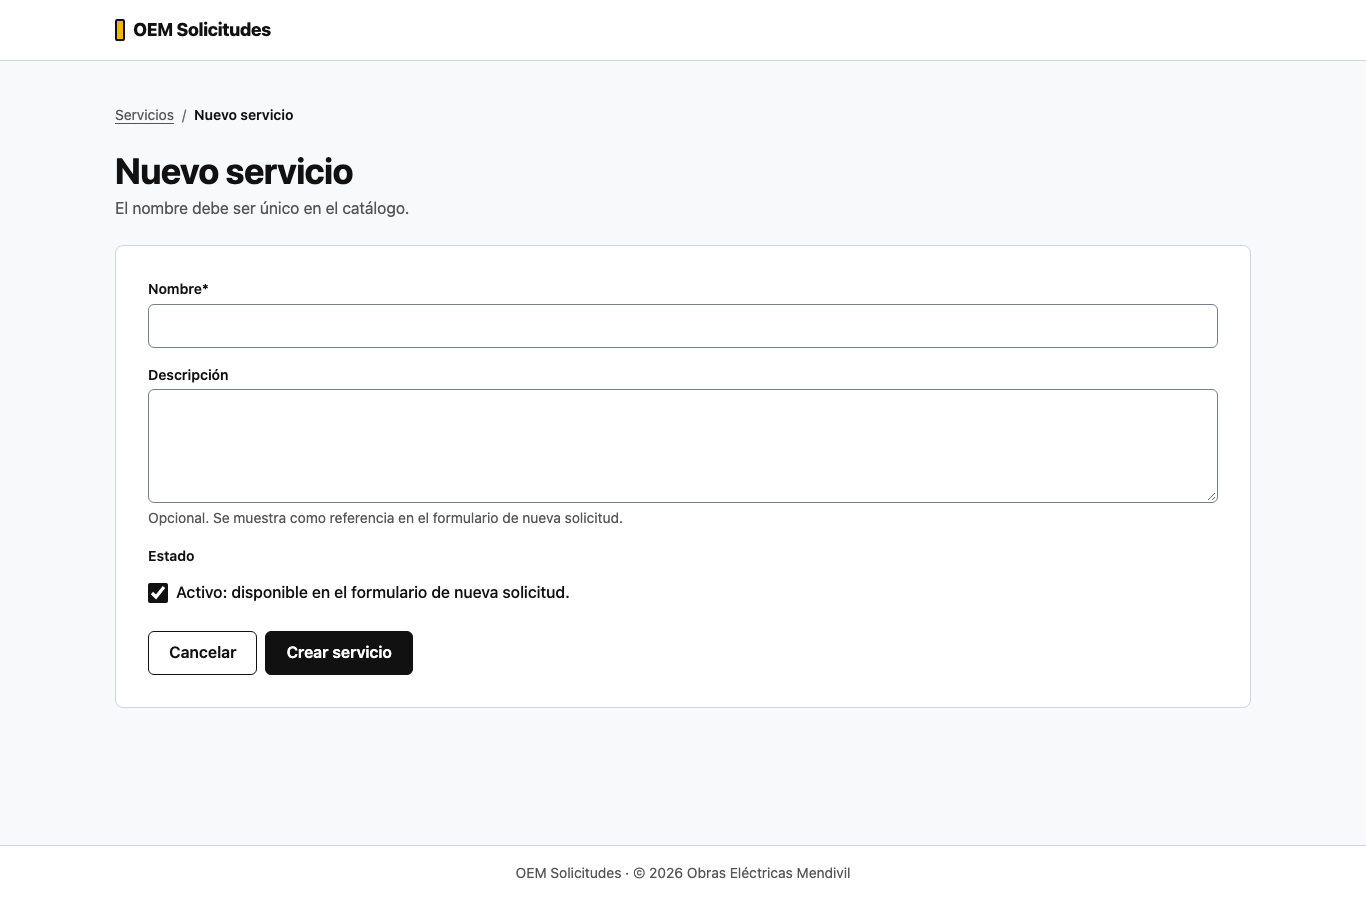 OEM Solicitudes
Servicios / Nuevo servicio
Nuevo servicio
El nombre debe ser único en el catálogo.
Nombre*
Descripción
Opcional. Se muestra como referencia en el formulario de nueva solicitud.
Estado
Activo: disponible en el formulario de nueva solicitud.
Cancelar Crear servicio
OEM Solicitudes · © 2026 Obras Eléctricas Mendivil